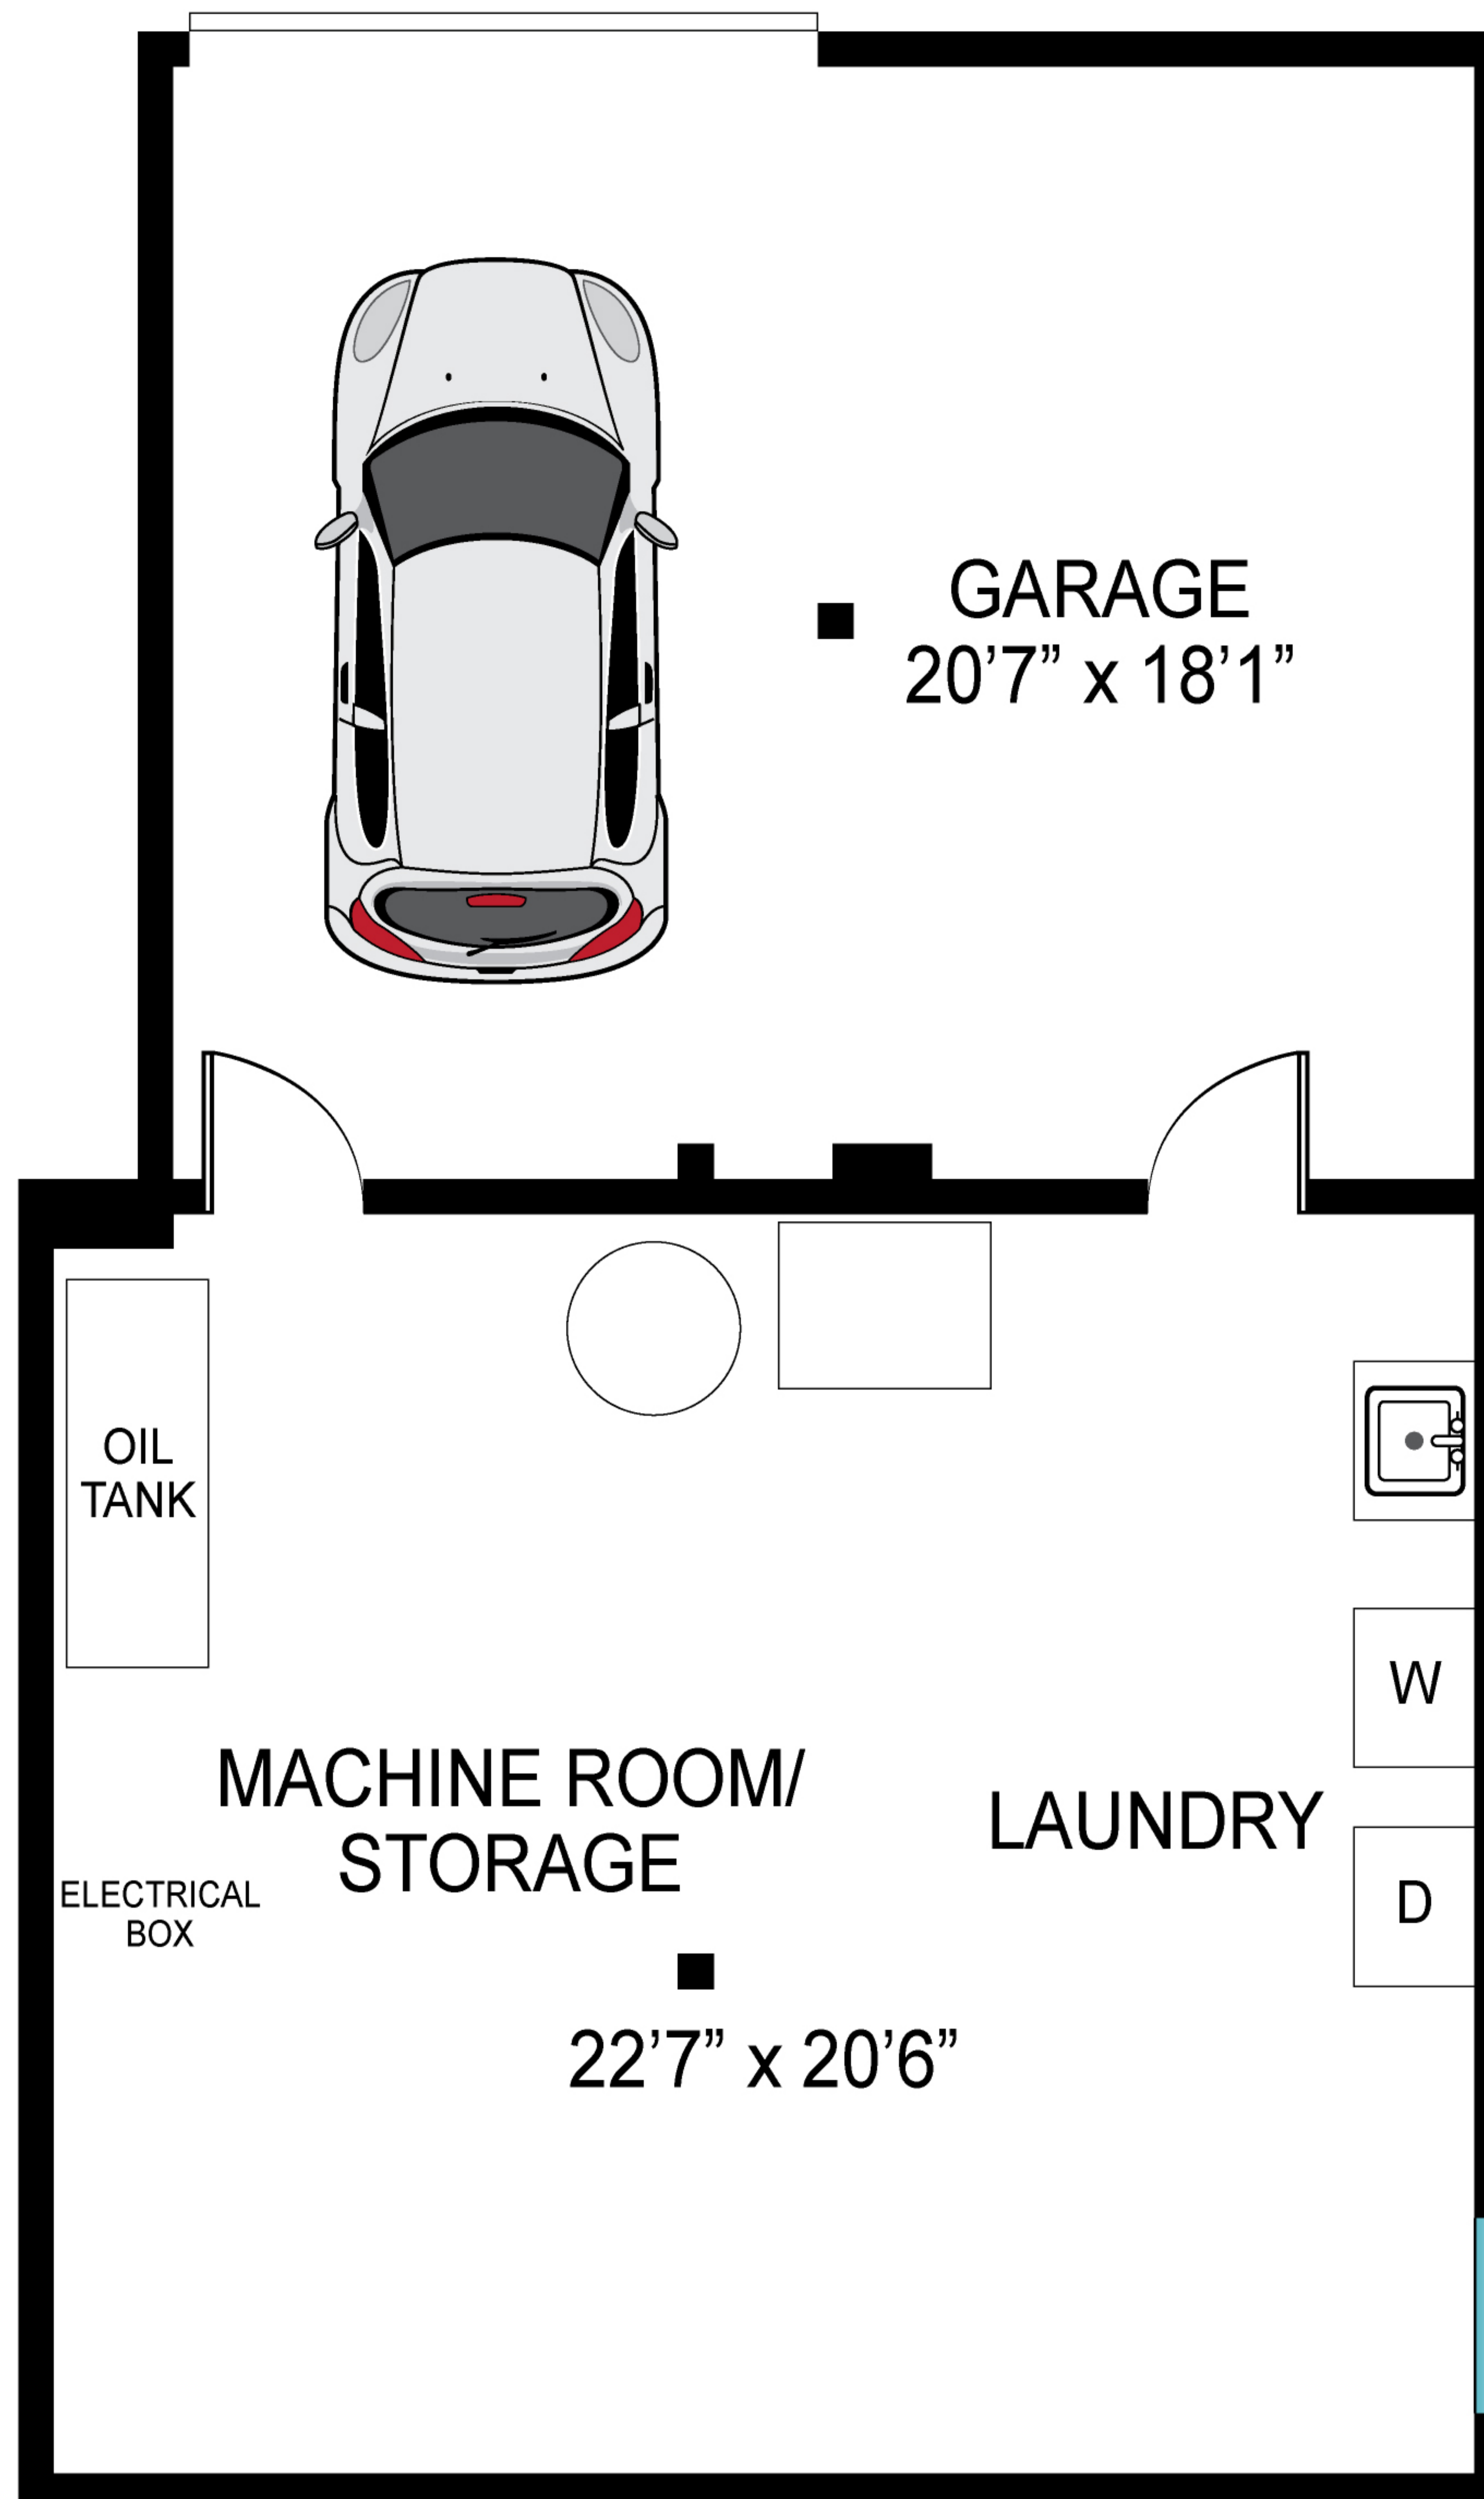 GARAGE
20’7” x 18’1”
OIL
TANK
W
MACHINE ROOM/
STORAGE
LAUNDRY
ELECTRICAL
BOX
D
22’7” x 20’6”